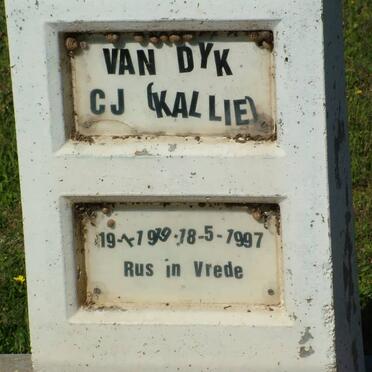 VAN DYK
CJ (KALLIE)
18-5-1997
Rus in Vrede